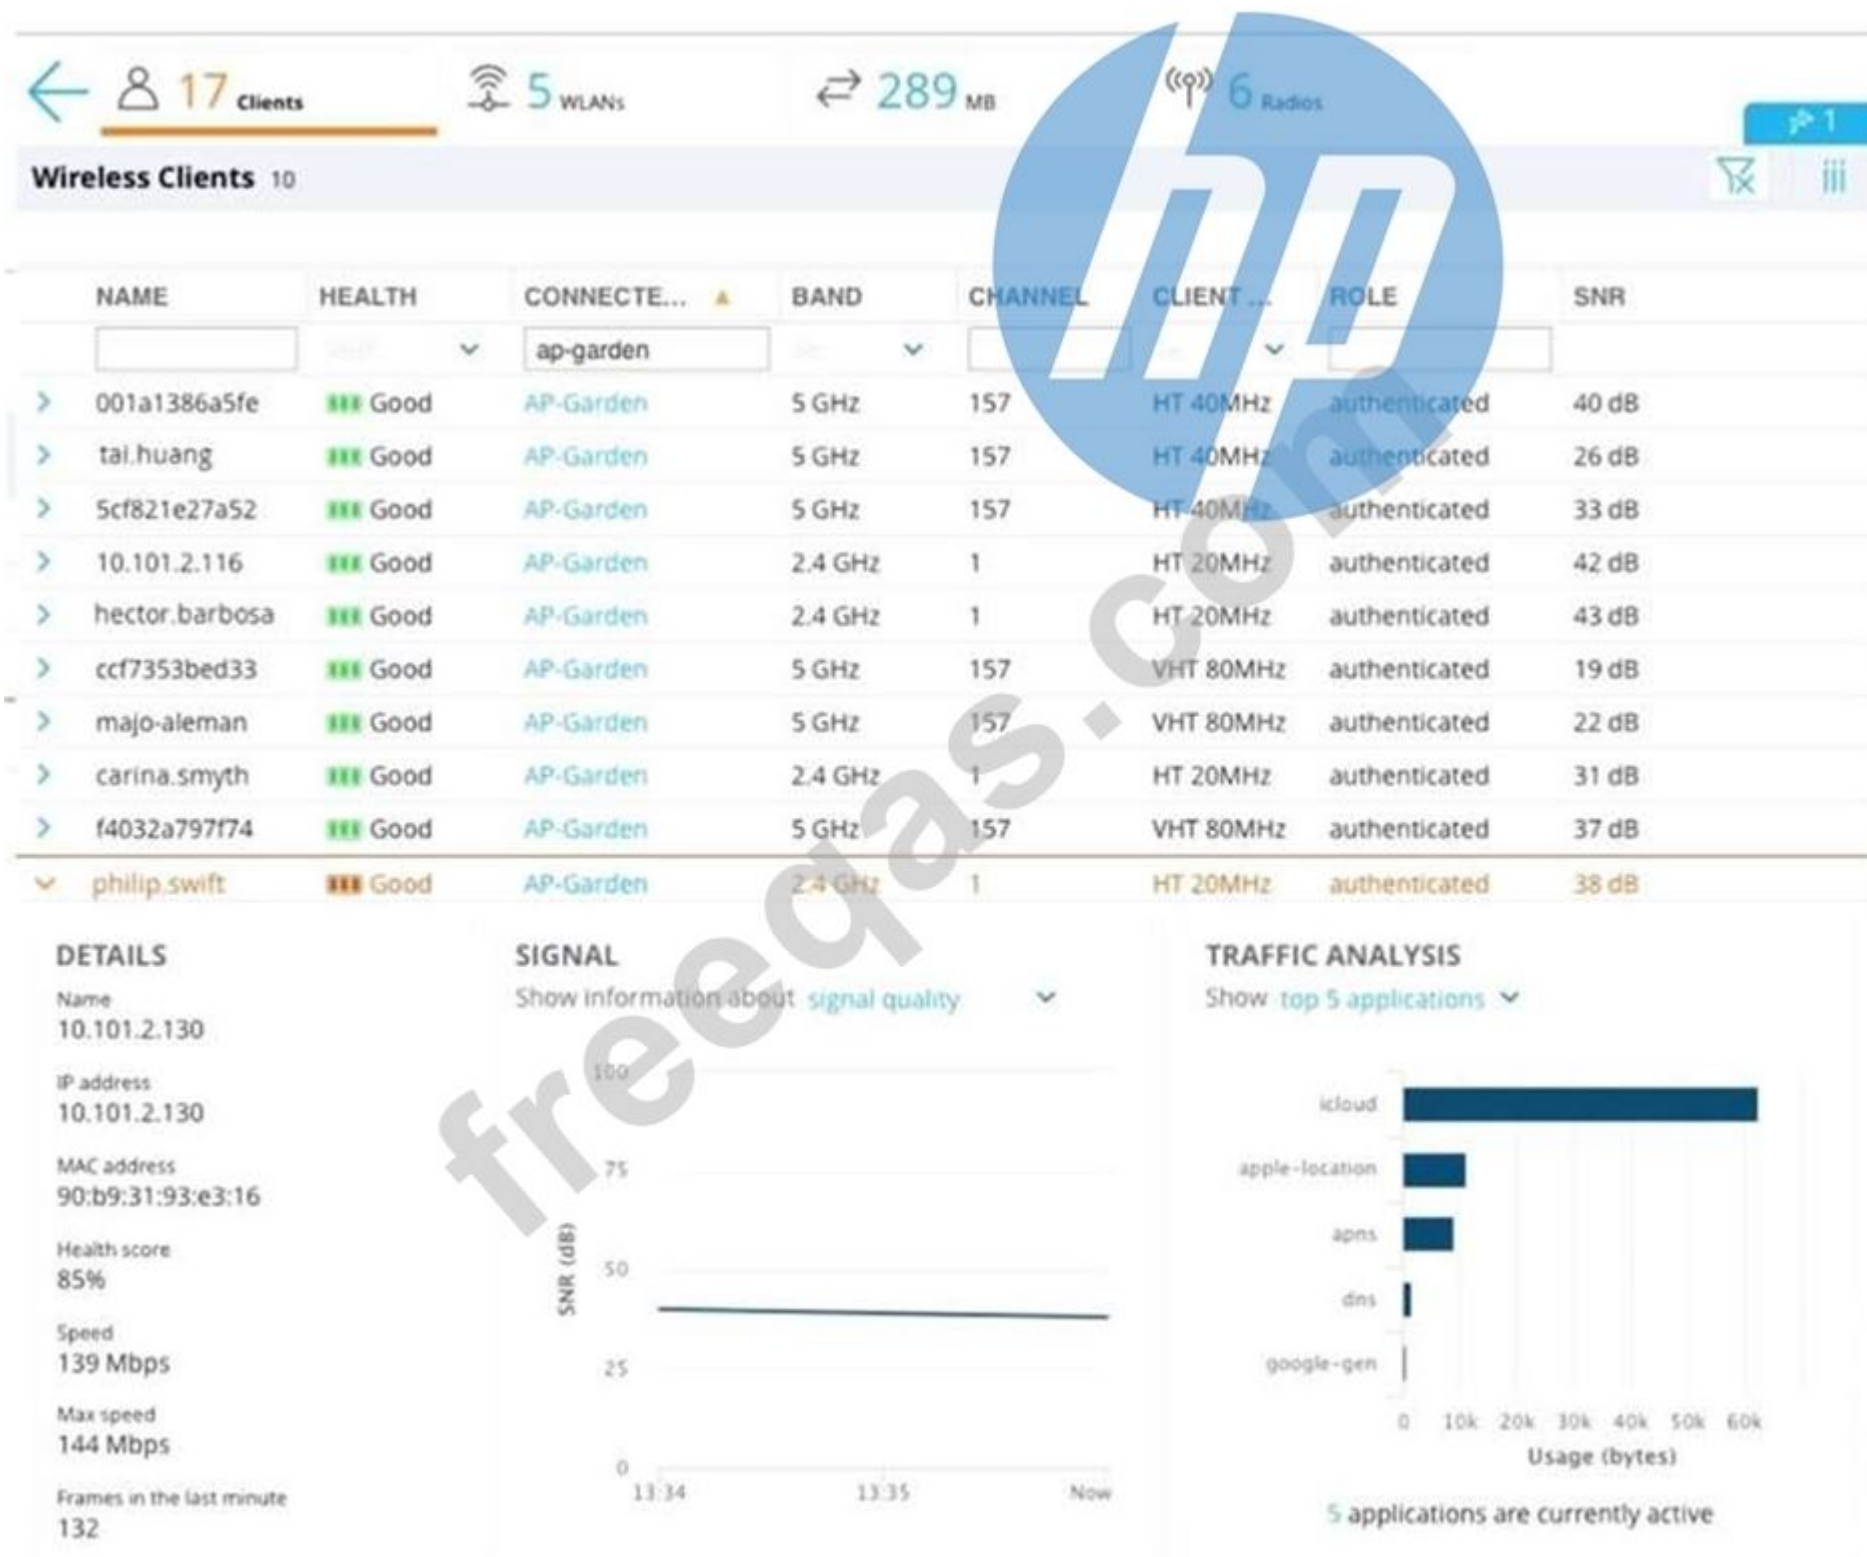 17 Clients 5 WLANs 289 MB 6 Radios
1
Wireless Clients 10
NAME HEALTH CONNECTE... BAND CHANNEL CLIENT ... ROLE SNR
ap-garden
001a1386a5fe Good AP-Garden 5 GHz 157 HT 40MHz authenticated 40 dB
tai.huang Good AP-Garden 5 GHz 157 HT 40MHz authenticated 26 dB
5cf821e27a52 Good AP-Garden 5 GHz 157 HT 40MHz authenticated 33 dB
10.101.2.116 Good AP-Garden 2.4 GHz 1 HT 20MHz authenticated 42 dB
hector.barbosa Good AP-Garden 2.4 GHz 1 HT 20MHz authenticated 43 dB
ccf7353bed33 Good AP-Garden 5 GHz 157 VHT 80MHz authenticated 19 dB
majo-aleman Good AP-Garden 5 GHz 157 VHT 80MHz authenticated 22 dB
carina.smyth Good AP-Garden 2.4 GHz 1 HT 20MHz authenticated 31 dB
f4032a797f74 Good AP-Garden 5 GHz 157 VHT 80MHz authenticated 37 dB
philip.swift Good AP-Garden 2.4 GHz 1 HT 20MHz authenticated 38 dB
DETAILS
Name
10.101.2.130
IP address
10.101.2.130
MAC address
90:b9:31:93:e3:16
Health score
85%
Speed
139 Mbps
Max speed
144 Mbps
Frames in the last minute
132
SIGNAL
Show information about signal quality
100
75
50
25
0
SNR (dB)
13:34 13:35 Now
TRAFFIC ANALYSIS
Show top 5 applications
icloud
apple-location
apns
dns
google-gen
0 10k 20k 30k 40k 50k 60k
Usage (bytes)
5 applications are currently active
hp
freeqas.com